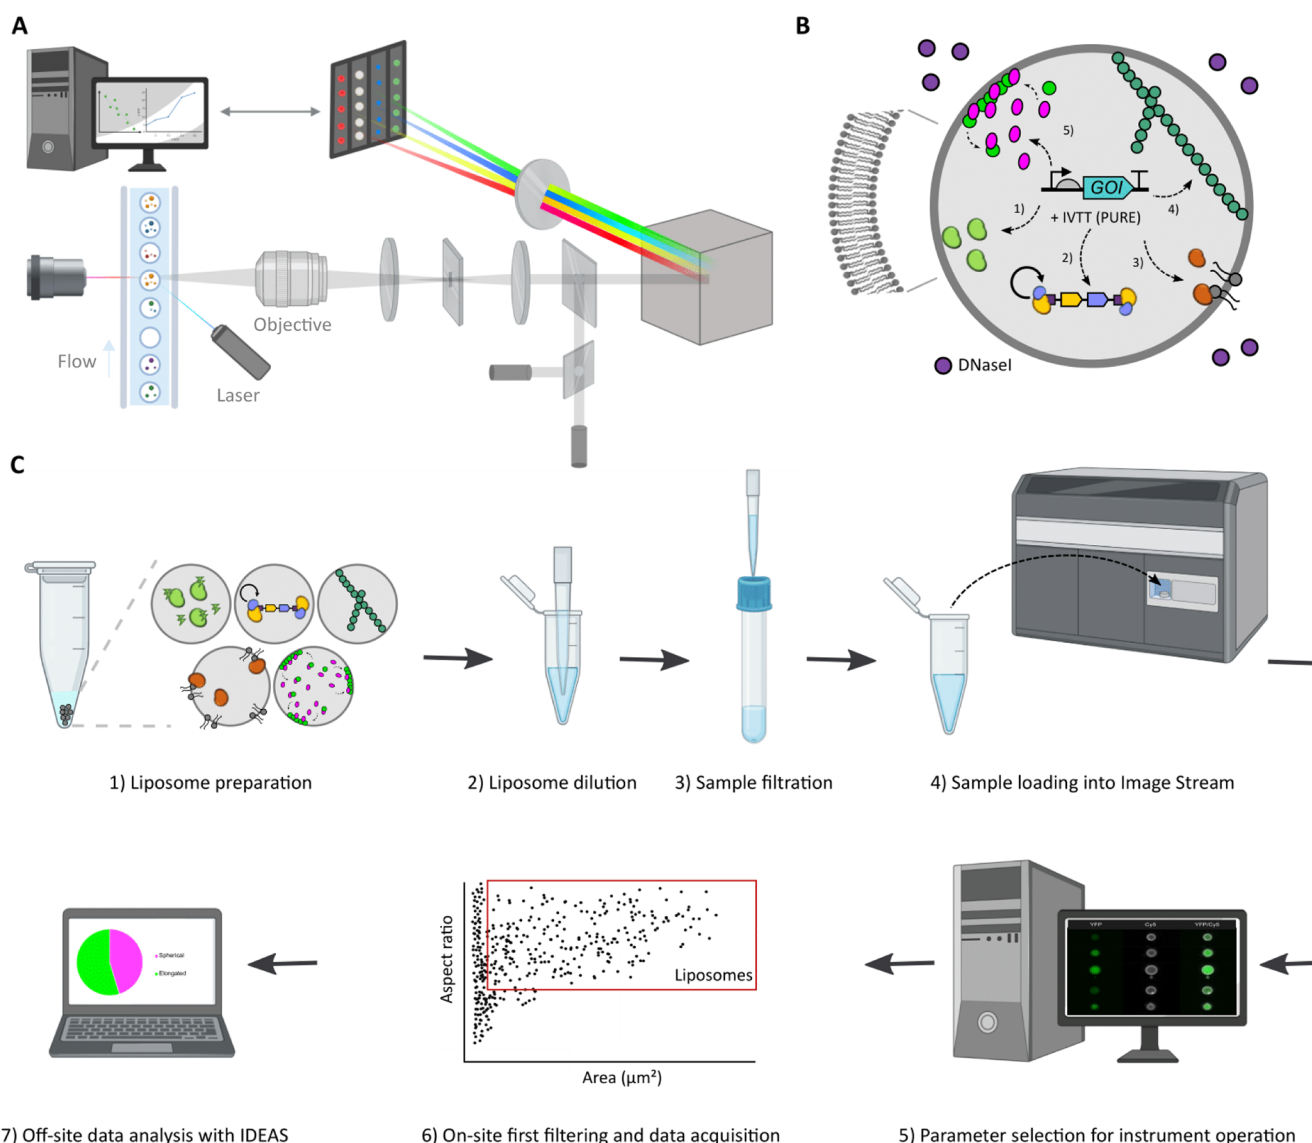 A
B
Objective
Flow
Laser
5)
GOI
1)
+ IVTT (PURE)
4)
2)
3)
DNaseI
C
1) Liposome preparation
2) Liposome dilution
3) Sample filtration
4) Sample loading into Image Stream
Spherical
Elongated
Aspect ratio
Liposomes
Area (µm²)
YFP
Cy5
YFP/Cy5
7) Off-site data analysis with IDEAS
6) On-site first filtering and data acquisition
5) Parameter selection for instrument operation